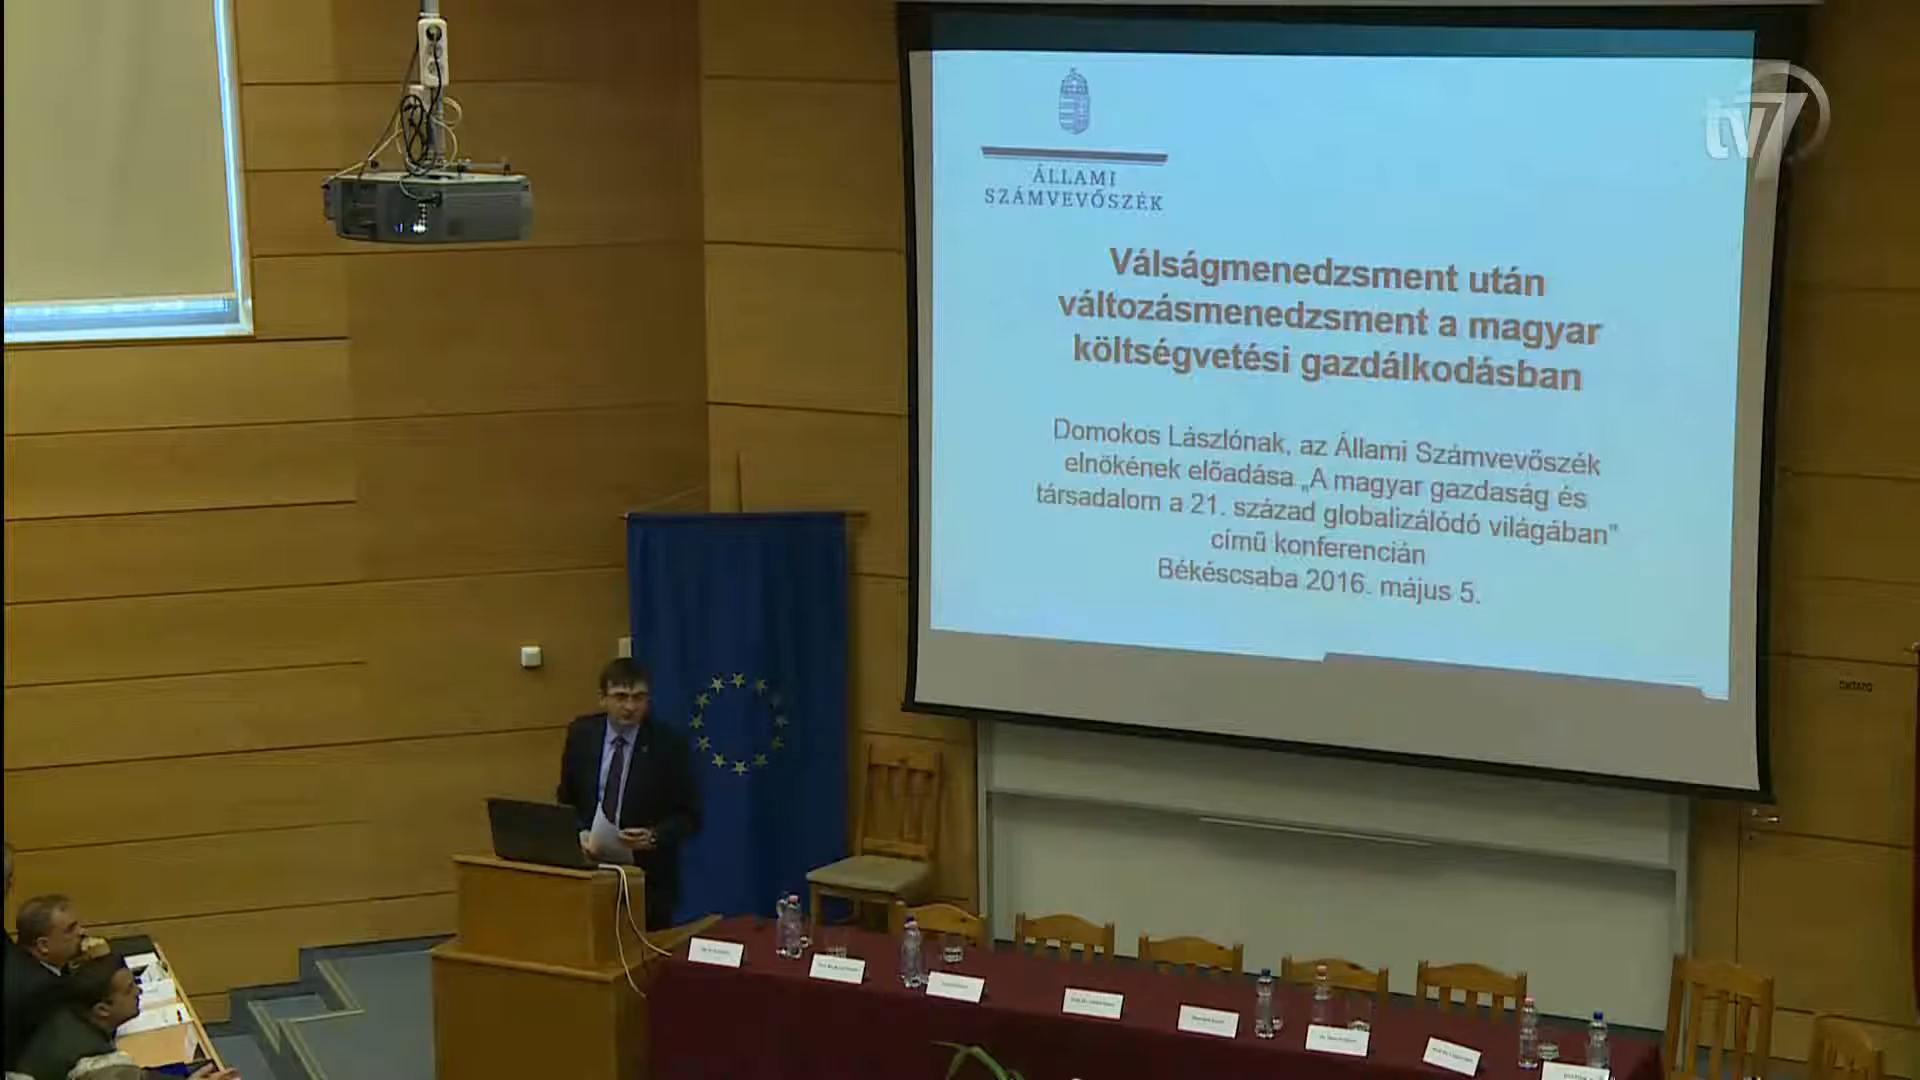 tv7
ÁLLAMI
SZÁMVEVŐSZÉK
Válságmenedzsment után
változásmenedzsment a magyar
költségvetési gazdálkodásban
Domokos Lászlónak, az Állami Számvevőszék
elnökének előadása „A magyar gazdaság és
társadalom a 21. század globalizálódó világában”
című konferencián
Békéscsaba 2016. május 5.